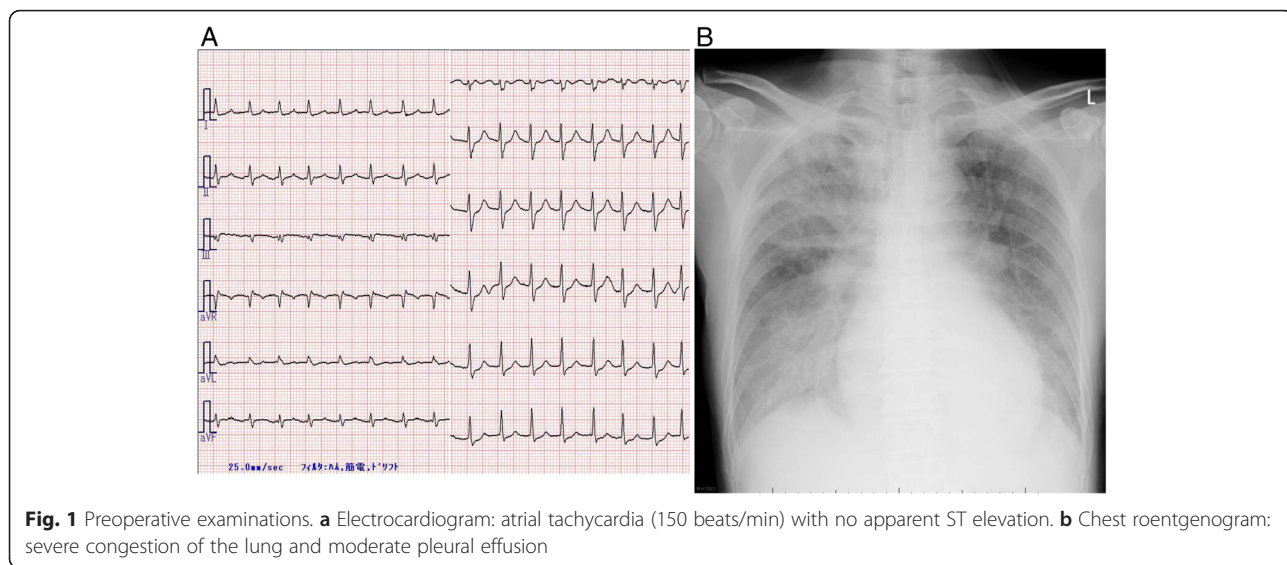 A
B
I
II
III
aVR
aVL
aVF
25.0mm/sec フィルタ:ハム,筋電,ドリフト
L
Fig. 1 Preoperative examinations. a Electrocardiogram: atrial tachycardia (150 beats/min) with no apparent ST elevation. b Chest roentgenogram:
severe congestion of the lung and moderate pleural effusion